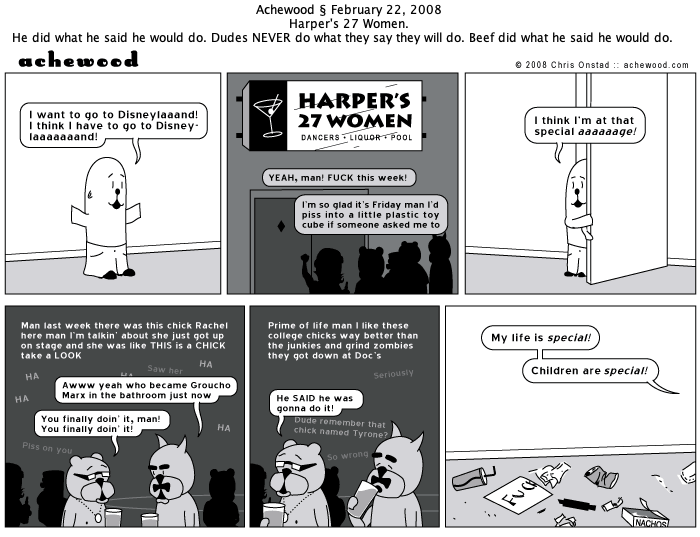 Achewood § February 22, 2008
Harper's 27 Women.
He did what he said he would do. Dudes NEVER do what they say they will do. Beef did what he said he would do.
achewood
© 2008 Chris Onstad :: achewood.com
I want to go to Disneylaaand!
I think I have to go to Disney-
laaaaaaand!
HARPER'S
27 WOMEN
DANCERS • LIQUOR • POOL
YEAH, man! FUCK this week!
I'm so glad it's Friday man I'd
piss into a little plastic toy
cube if someone asked me to
I think I'm at that
special aaaaaage!
Man last week there was this chick Rachel
here man I'm talkin' about she just got up
on stage and she was like THIS is a CHICK
take a LOOK
Saw her
HA
HA
HA
HA
Awww yeah who became Groucho
Marx in the bathroom just now
You finally doin' it, man!
You finally doin' it!
HA
Piss on you
Prime of life man I like these
college chicks way better than
the junkies and grind zombies
they got down at Doc's
Seriously
He SAID he was
gonna do it!
Dude remember that
chick named Tyrone?
So wrong
My life is special!
Children are special!
FUC
NACHOS